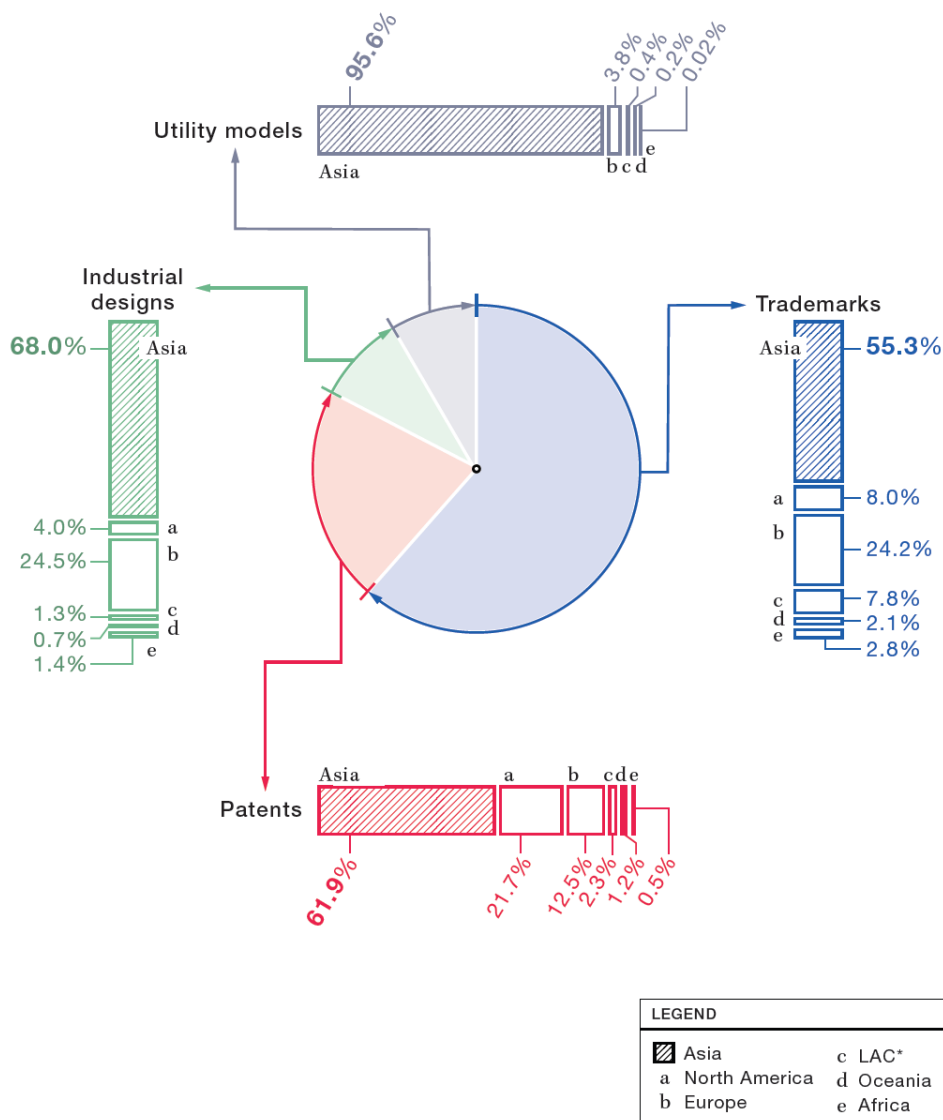 95.6%
3.8%
0.4%
0.2%
0.02%
Utility models
Asia
b c d e
Industrial
designs
68.0%
Asia
4.0% a
24.5% b
1.3% c
0.7% d
1.4% e
Trademarks
Asia 55.3%
a 8.0%
b 24.2%
c 7.8%
d 2.1%
e 2.8%
Patents
Asia a b c d e
61.9%
21.7%
12.5%
2.3%
1.2%
0.5%
LEGEND
Asia
a North America
b Europe
c LAC*
d Oceania
e Africa